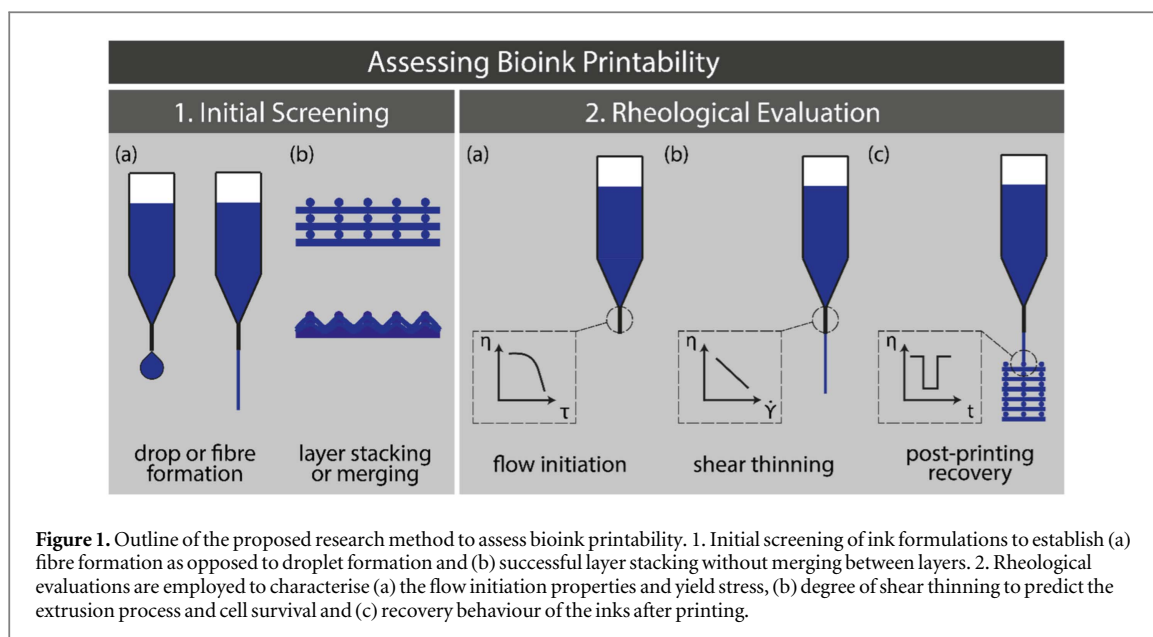 Assessing Bioink Printability
1. Initial Screening
2. Rheological Evaluation
(a)
(b)
(a)
(b)
(c)
η
τ
η
γ̇
η
t
drop or fibre
formation
layer stacking
or merging
flow initiation
shear thinning
post-printing
recovery
Figure 1. Outline of the proposed research method to assess bioink printability. 1. Initial screening of ink formulations to establish (a)
fibre formation as opposed to droplet formation and (b) successful layer stacking without merging between layers. 2. Rheological
evaluations are employed to characterise (a) the flow initiation properties and yield stress, (b) degree of shear thinning to predict the
extrusion process and cell survival and (c) recovery behaviour of the inks after printing.